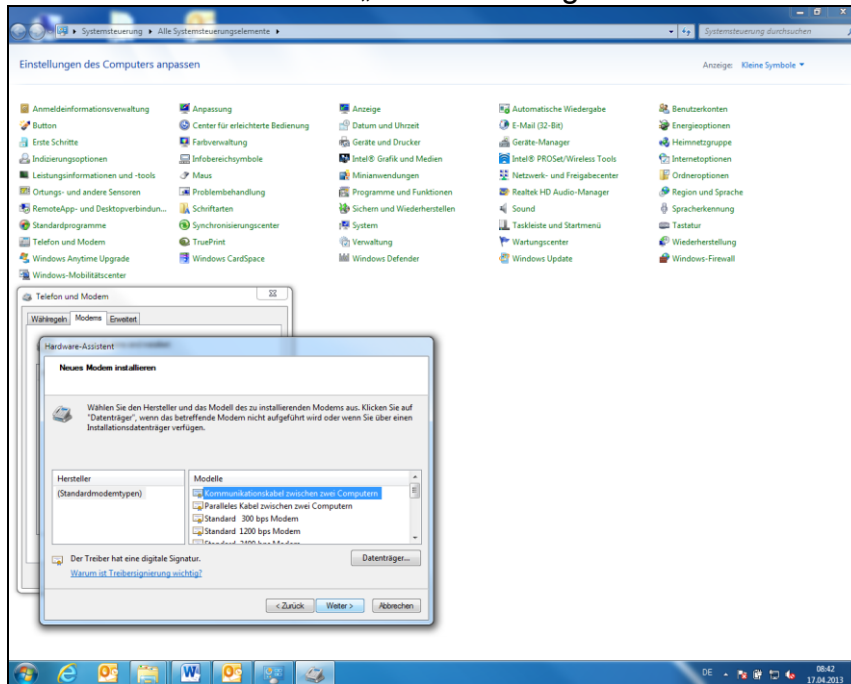 „
Systemsteuerung ▸ Alle Systemsteuerungselemente ▸
Systemsteuerung durchsuchen
Einstellungen des Computers anpassen
Anzeige: Kleine Symbole
Anmeldeinformationsverwaltung Anpassung Anzeige Automatische Wiedergabe Benutzerkonten
Button Center für erleichterte Bedienung Datum und Uhrzeit E-Mail (32-Bit) Energieoptionen
Erste Schritte Farbverwaltung Geräte und Drucker Geräte-Manager Heimnetzgruppe
Indizierungsoptionen Infobereichsymbole Intel® Grafik und Medien Intel® PROSet/Wireless Tools Internetoptionen
Leistungsinformationen und -tools Maus Minianwendungen Netzwerk- und Freigabecenter Ordneroptionen
Ortungs- und andere Sensoren Problembehandlung Programme und Funktionen Realtek HD Audio-Manager Region und Sprache
RemoteApp- und Desktopverbindun... Schriftarten Sichern und Wiederherstellen Sound Spracherkennung
Standardprogramme Synchronisierungscenter System Taskleiste und Startmenü Tastatur
Telefon und Modem TruePrint Verwaltung Wartungscenter Wiederherstellung
Windows Anytime Upgrade Windows CardSpace Windows Defender Windows Update Windows-Firewall
Windows-Mobilitätscenter
Telefon und Modem
Wählregeln Modems Erweitert
Hardware-Assistent
Neues Modem installieren
Wählen Sie den Hersteller und das Modell des zu installierenden Modems aus. Klicken Sie auf
"Datenträger", wenn das betreffende Modem nicht aufgeführt wird oder wenn Sie über einen
Installationsdatenträger verfügen.
Hersteller
(Standardmodemtypen)
Modelle
Kommunikationskabel zwischen zwei Computern
Paralleles Kabel zwischen zwei Computern
Standard 300 bps Modem
Standard 1200 bps Modem
Standard 2400 bps Modem
Der Treiber hat eine digitale Signatur.
Datenträger...
Warum ist Treibersignierung wichtig?
< Zurück Weiter > Abbrechen
DE
08:42
17.04.2013